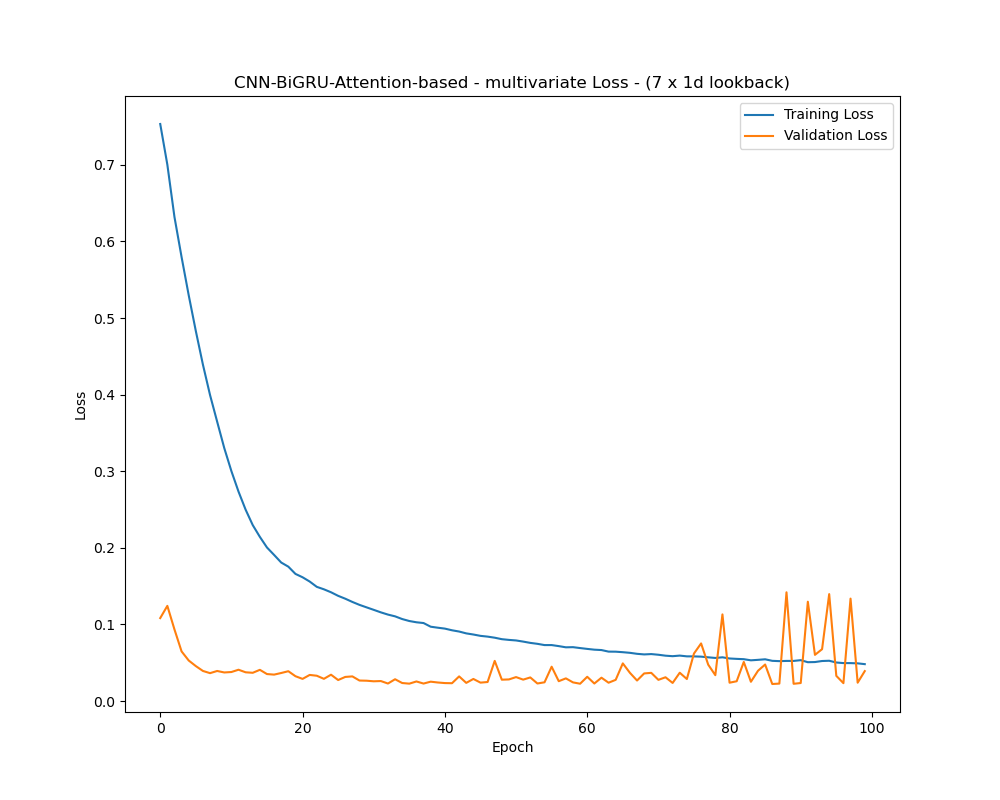 CNN-BiGRU-Attention-based - multivariate Loss - (7 x 1d lookback)
Training Loss
Validation Loss
Loss
0.7
0.6
0.5
0.4
0.3
0.2
0.1
0.0
0 20 40 60 80 100
Epoch